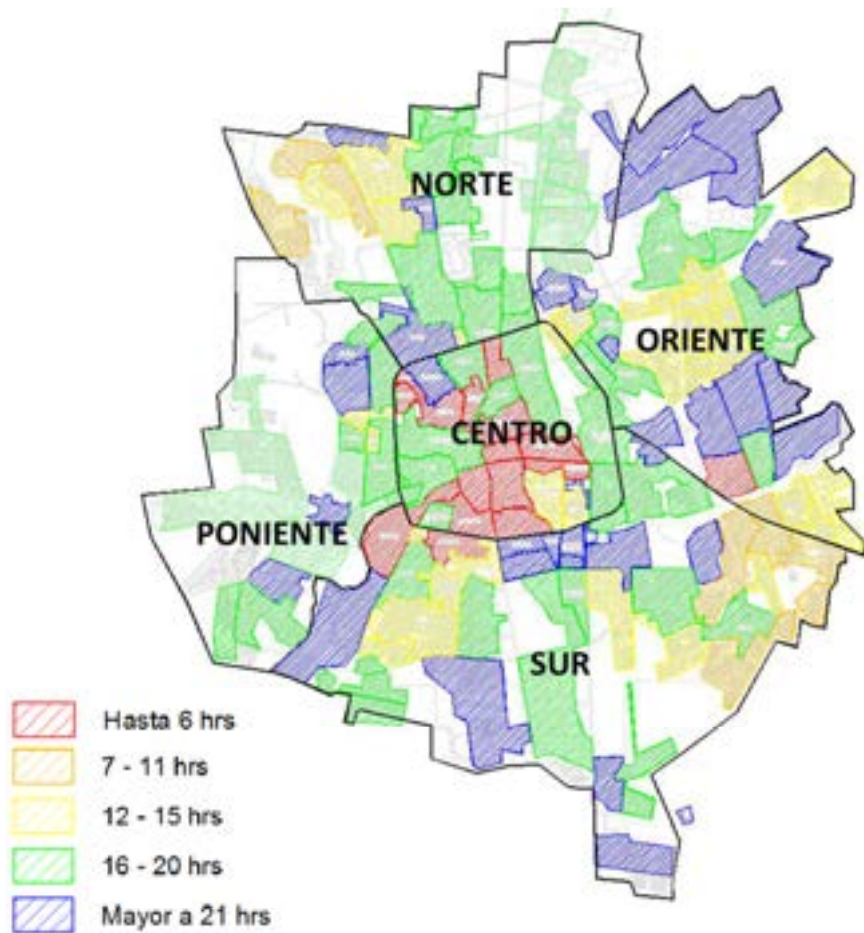 NORTE
ORIENTE
CENTRO
PONIENTE
SUR
Hasta 6 hrs
7 - 11 hrs
12 - 15 hrs
16 - 20 hrs
Mayor a 21 hrs